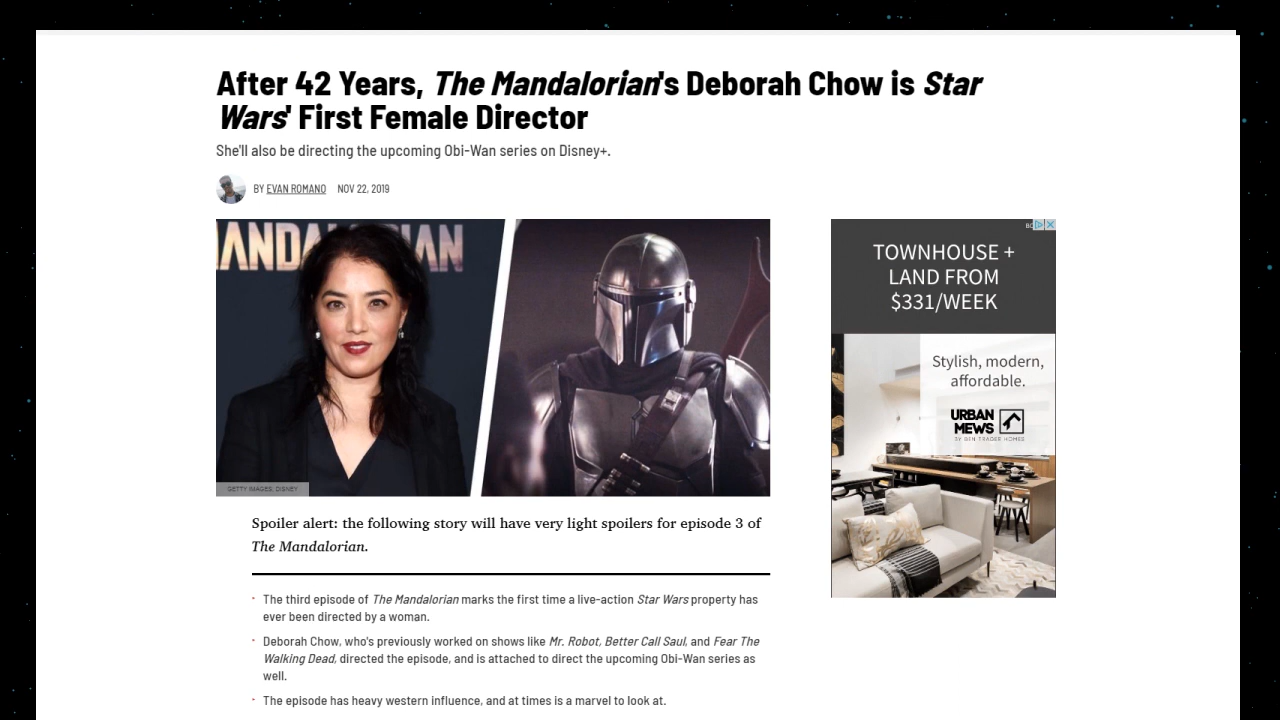 After 42 Years, The Mandalorian's Deborah Chow is Star
Wars' First Female Director
She'll also be directing the upcoming Obi-Wan series on Disney+.
BY EVAN ROMANO NOV 22, 2019
ANDALORIAN
GETTY IMAGES; DISNEY
TOWNHOUSE +
LAND FROM
$331/WEEK
Stylish, modern,
affordable.
URBAN
MEWS
BY BEN TRAGER HOMES
Spoiler alert: the following story will have very light spoilers for episode 3 of
The Mandalorian.
The third episode of The Mandalorian marks the first time a live-action Star Wars property has
ever been directed by a woman.
Deborah Chow, who's previously worked on shows like Mr. Robot, Better Call Saul, and Fear The
Walking Dead, directed the episode, and is attached to direct the upcoming Obi-Wan series as
well.
The episode has heavy western influence, and at times is a marvel to look at.